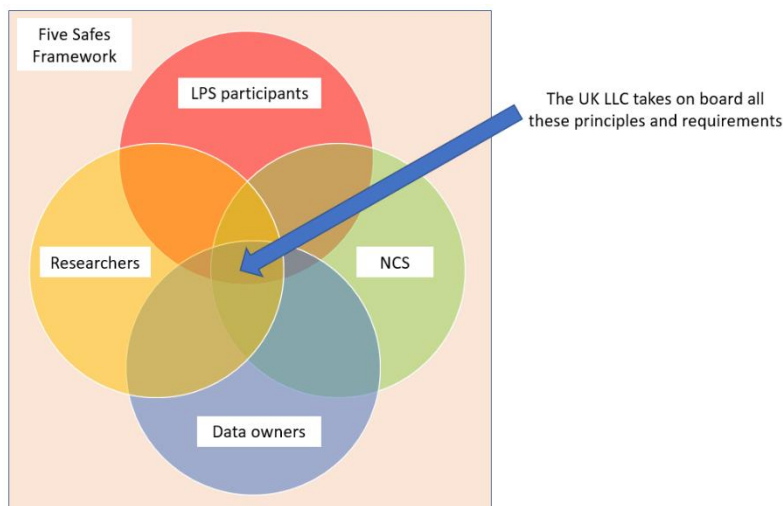 Five Safes
Framework
LPS participants
The UK LLC takes on board all
these principles and requirements
Researchers
NCS
Data owners